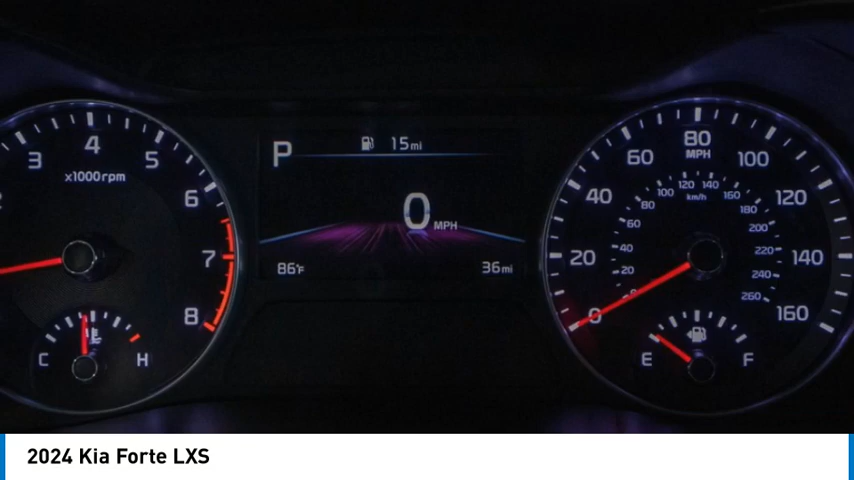 3 4 5 6 7 8
x1000rpm
C H
P 15mi
0 MPH
86°F 36mi
0 20 40 60 80 100 120 140 160
MPH
20 40 60 80 100 120 140 160 180 200 220 240 260
km/h
E F
2024 Kia Forte LXS